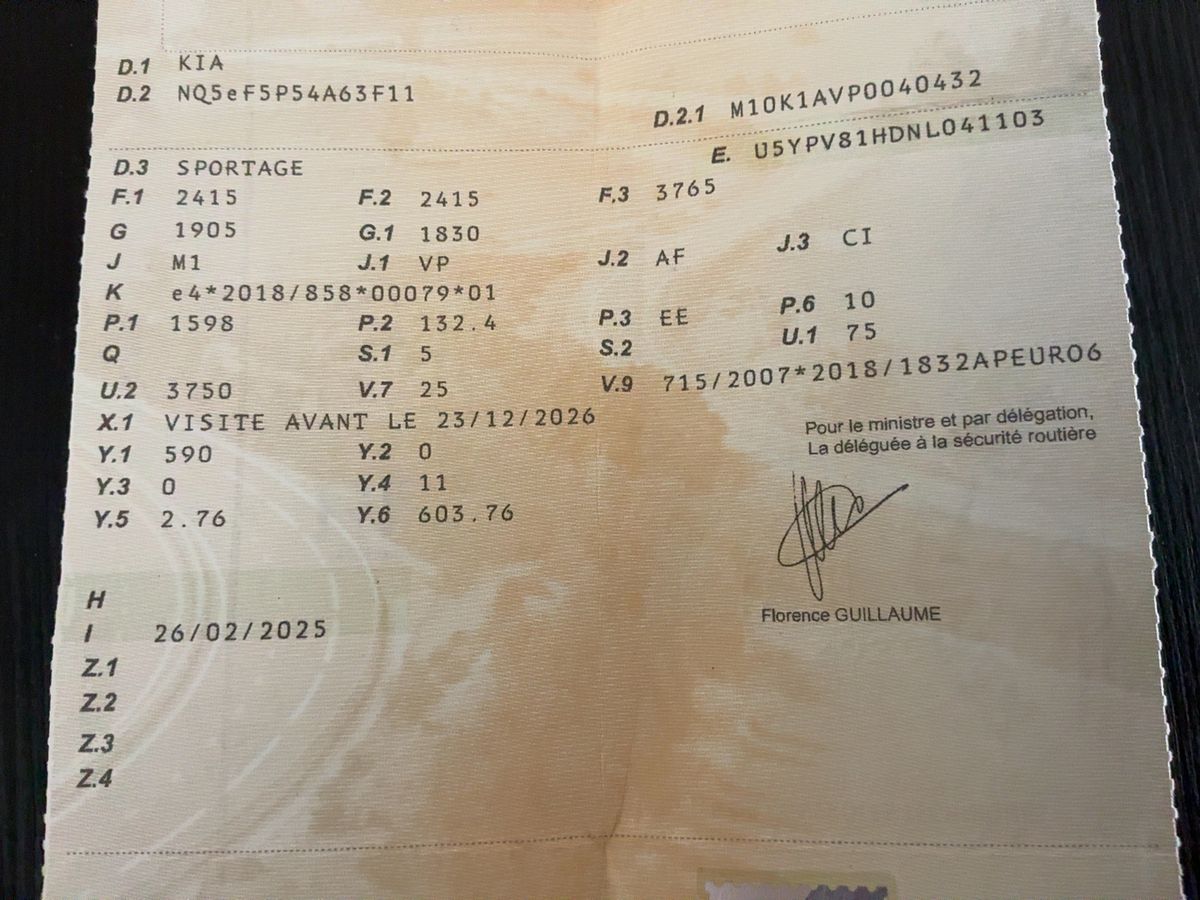 D.1 KIA
D.2 NQ5eF5P54A63F11
D.2.1 M10K1AVP0040432
D.3 SPORTAGE
E. U5YPV81HDNL041103
F.1 2415 F.2 2415 F.3 3765
G 1905 G.1 1830
J M1 J.1 VP J.2 AF J.3 CI
K e4*2018/858*00079*01
P.1 1598 P.2 132.4 P.3 EE P.6 10
Q S.1 5 S.2 U.1 75
U.2 3750 V.7 25 V.9 715/2007*2018/1832APEURO6
X.1 VISITE AVANT LE 23/12/2026
Y.1 590 Y.2 0
Y.3 0 Y.4 11
Y.5 2.76 Y.6 603.76
Pour le ministre et par délégation,
La déléguée à la sécurité routière
Florence GUILLAUME
H
I 26/02/2025
Z.1
Z.2
Z.3
Z.4